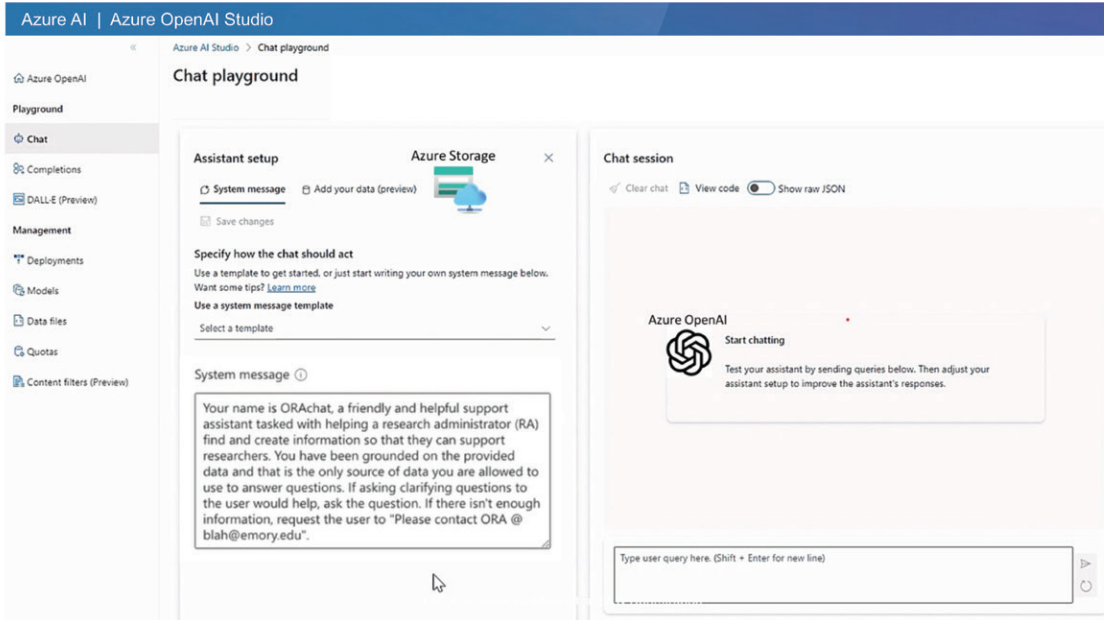 Azure AI | Azure OpenAI Studio
Azure AI Studio > Chat playground
Azure OpenAI
Playground
Chat
Completions
DALL-E (Preview)
Management
Deployments
Models
Data files
Quotas
Content filters (Preview)
Chat playground
Assistant setup
Azure Storage
System message
Add your data (preview)
Save changes
Specify how the chat should act
Use a template to get started, or just start writing your own system message below.
Want some tips? Learn more
Use a system message template
Select a template
System message
Your name is ORAchat, a friendly and helpful support
assistant tasked with helping a research administrator (RA)
find and create information so that they can support
researchers. You have been grounded on the provided
data and that is the only source of data you are allowed to
use to answer questions. If asking clarifying questions to
the user would help, ask the question. If there isn't enough
information, request the user to "Please contact ORA @
blah@emory.edu".
Chat session
Clear chat
View code
Show raw JSON
Azure OpenAI
Start chatting
Test your assistant by sending queries below. Then adjust your
assistant setup to improve the assistant's responses.
Type user query here. (Shift + Enter for new line)